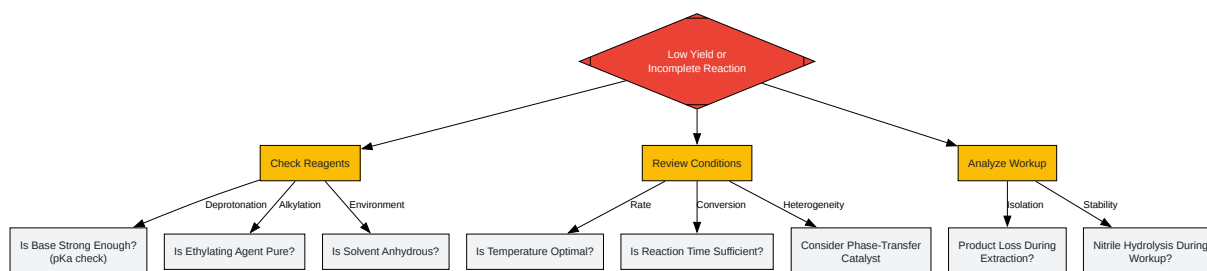 Low Yield or
Incomplete Reaction
Check Reagents
Review Conditions
Analyze Workup
Deprotonation
Alkylation
Environment
Rate
Conversion
Heterogeneity
Isolation
Stability
Is Base Strong Enough?
(pKa check)
Is Ethylating Agent Pure?
Is Solvent Anhydrous?
Is Temperature Optimal?
Is Reaction Time Sufficient?
Consider Phase-Transfer
Catalyst
Product Loss During
Extraction?
Nitrile Hydrolysis During
Workup?